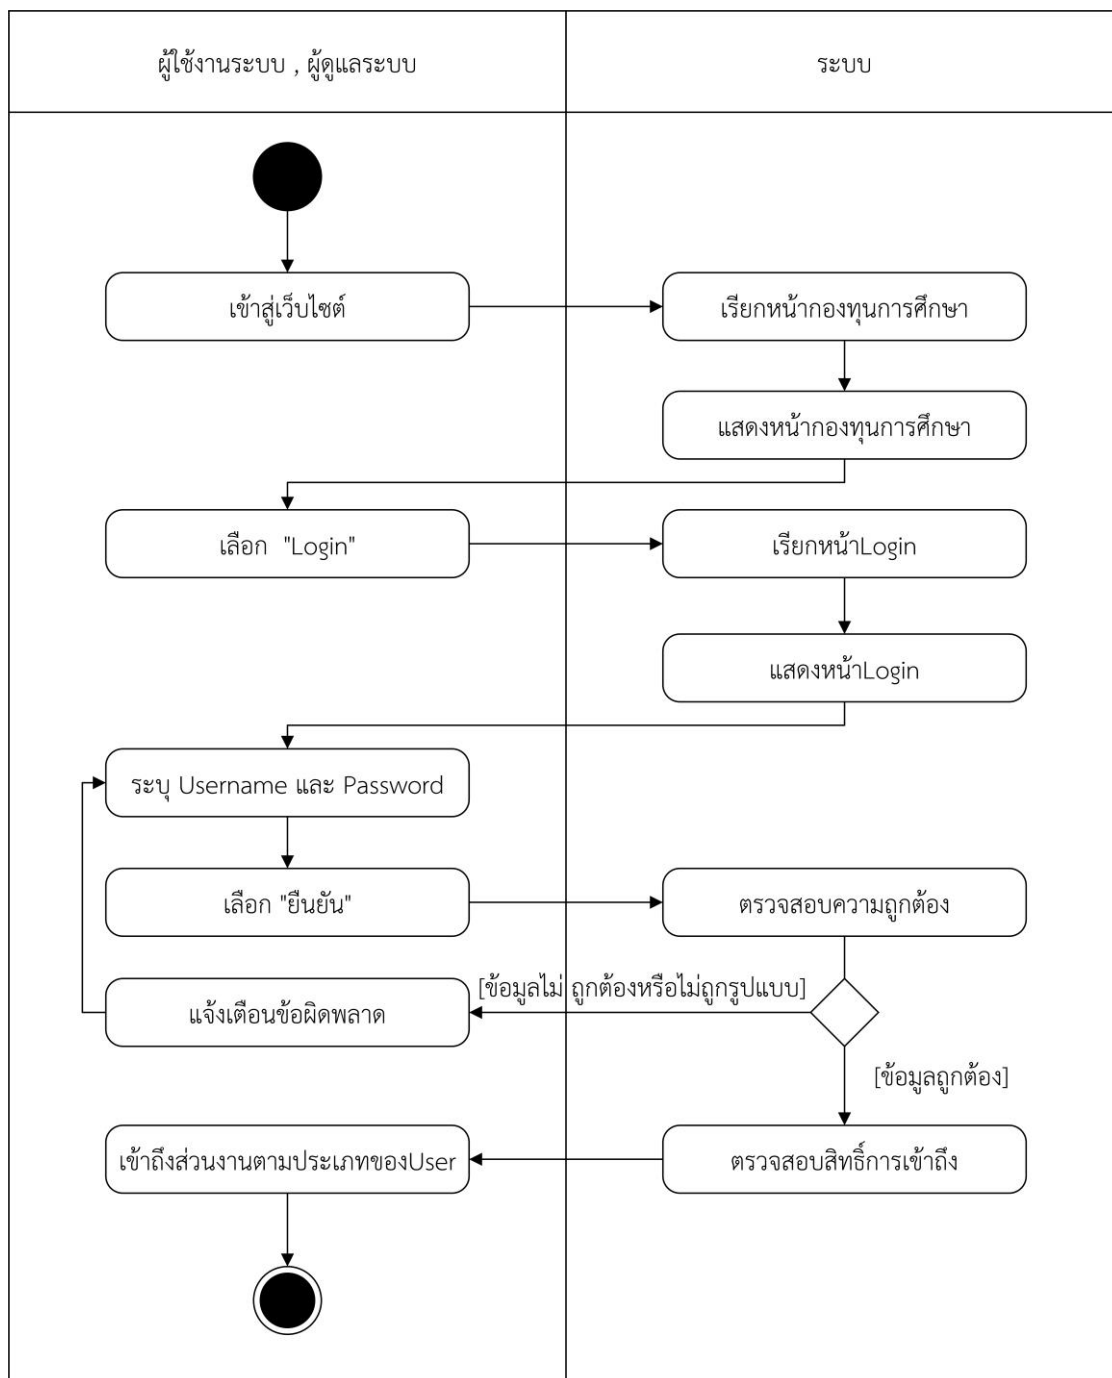 ผู้ใช้งานระบบ , ผู้ดูแลระบบ
ระบบ
เข้าสู่เว็บไซต์
เรียกหน้ากองทุนการศึกษา
แสดงหน้ากองทุนการศึกษา
เลือก "Login"
เรียกหน้าLogin
แสดงหน้าLogin
ระบุ Username และ Password
เลือก "ยืนยัน"
ตรวจสอบความถูกต้อง
[ข้อมูลไม่ ถูกต้องหรือไม่ถูกรูปแบบ]
แจ้งเตือนข้อผิดพลาด
[ข้อมูลถูกต้อง]
เข้าถึงส่วนงานตามประเภทของUser
ตรวจสอบสิทธิ์การเข้าถึง